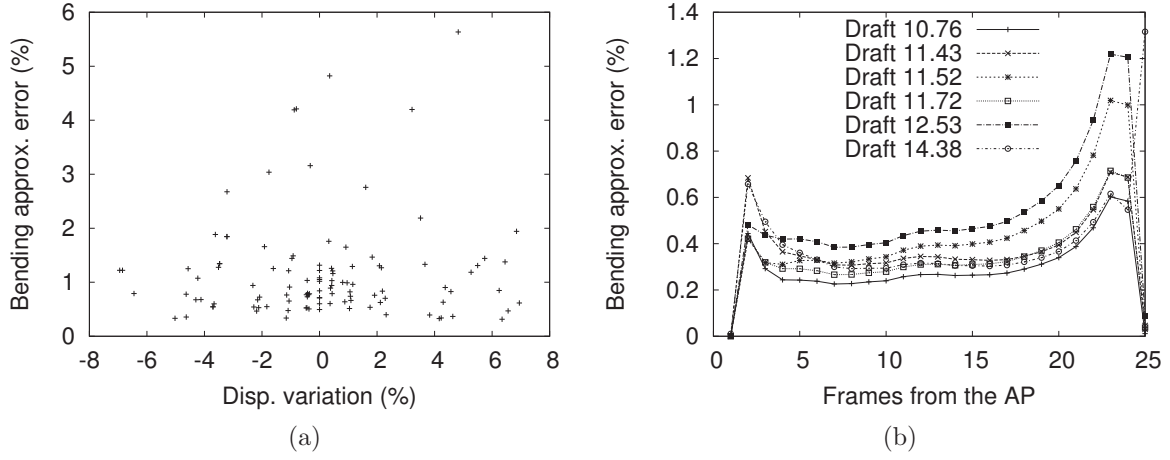 6
5
4
3
2
1
0
-8 -6 -4 -2 0 2 4 6 8
Bending approx. error (%)
Disp. variation (%)
(a)
1.4
1.2
1
0.8
0.6
0.4
0.2
0
0 5 10 15 20 25
Bending approx. error (%)
Frames from the AP
Draft 10.76
Draft 11.43
Draft 11.52
Draft 11.72
Draft 12.53
Draft 14.38
(b)